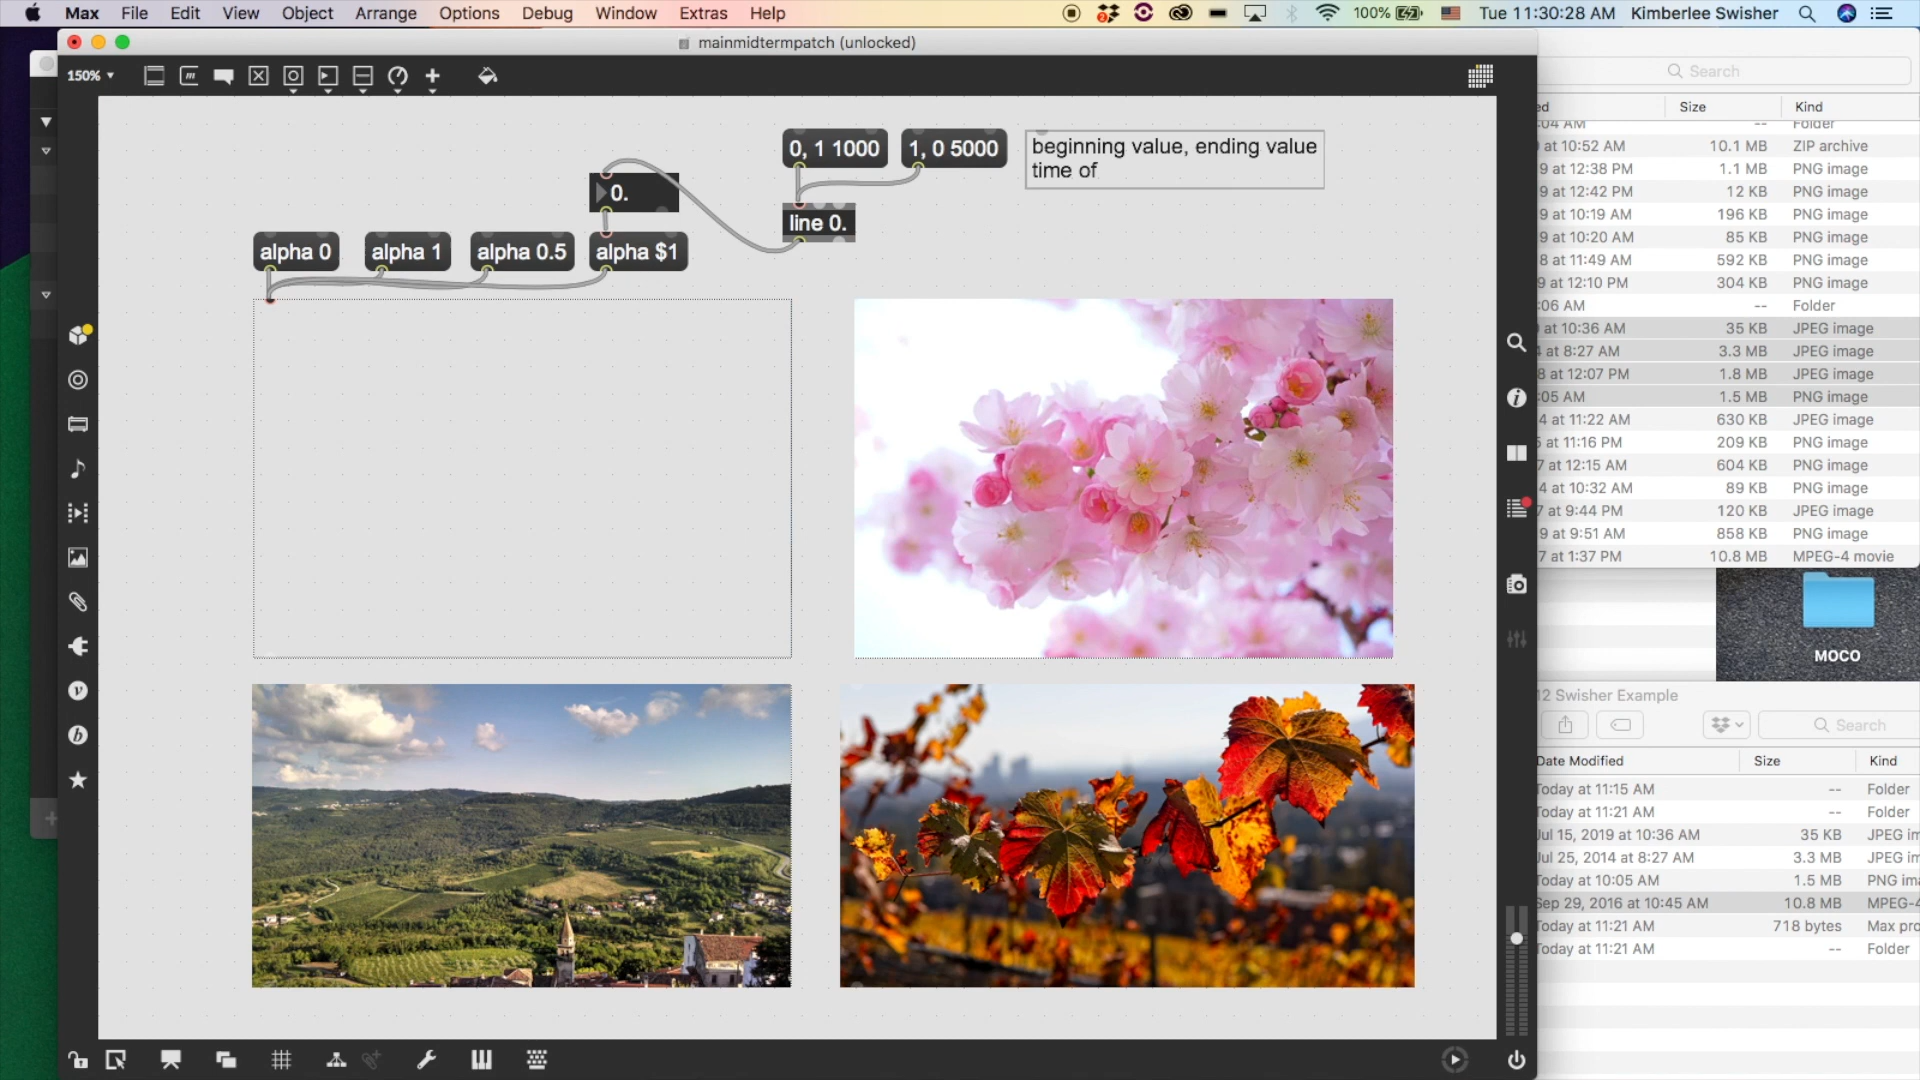 Max File Edit View Object Arrange Options Debug Window Extras Help
100% Tue 11:30:28 AM Kimberlee Swisher
mainmidtermpatch (unlocked)
150%
0, 1 1000
1, 0 5000
beginning value, ending value
time of
0.
line 0.
alpha 0
alpha 1
alpha 0.5
alpha $1
Search
Size Kind
04 AM -- Folder
at 10:52 AM 10.1 MB ZIP archive
9 at 12:38 PM 1.1 MB PNG image
9 at 12:42 PM 12 KB PNG image
9 at 10:19 AM 196 KB PNG image
9 at 10:20 AM 85 KB PNG image
8 at 11:49 AM 592 KB PNG image
9 at 12:10 PM 304 KB PNG image
:06 AM -- Folder
at 10:36 AM 35 KB JPEG image
4 at 8:27 AM 3.3 MB JPEG image
8 at 12:07 PM 1.8 MB JPEG image
:05 AM 1.5 MB PNG image
4 at 11:22 AM 630 KB JPEG image
5 at 11:16 PM 209 KB PNG image
7 at 12:15 AM 604 KB PNG image
4 at 10:32 AM 89 KB PNG image
7 at 9:44 PM 120 KB JPEG image
9 at 9:51 AM 858 KB PNG image
7 at 1:37 PM 10.8 MB MPEG-4 movie
MOCO
12 Swisher Example
Search
Date Modified Size Kind
Today at 11:15 AM -- Folder
Today at 11:21 AM -- Folder
Jul 15, 2019 at 10:36 AM 35 KB JPEG im
Jul 25, 2014 at 8:27 AM 3.3 MB JPEG im
Today at 10:05 AM 1.5 MB PNG ima
Sep 29, 2016 at 10:45 AM 10.8 MB MPEG-4
Today at 11:21 AM 718 bytes Max pro
Today at 11:21 AM -- Folder